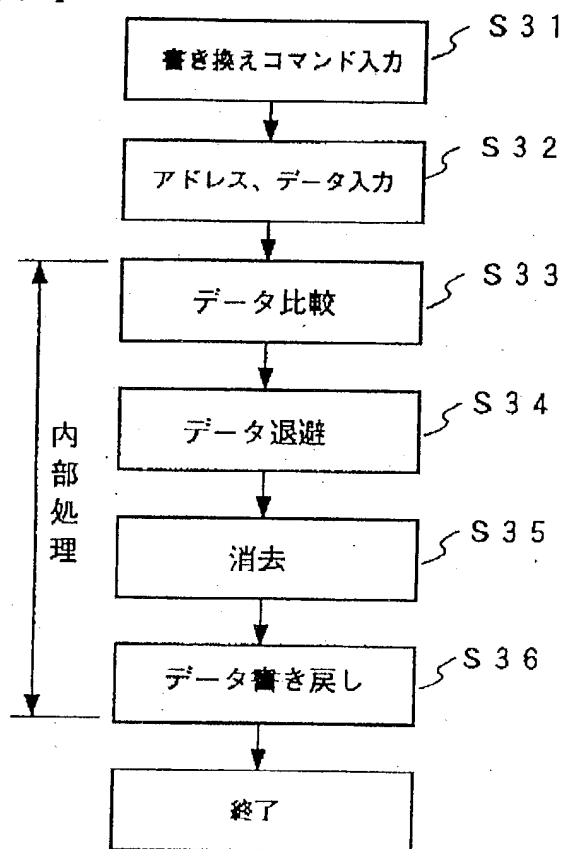 書き換えコマンド入力
S31
アドレス、データ入力
S32
データ比較
S33
データ退避
S34
消去
S35
データ書き戻し
S36
終了
内部処理